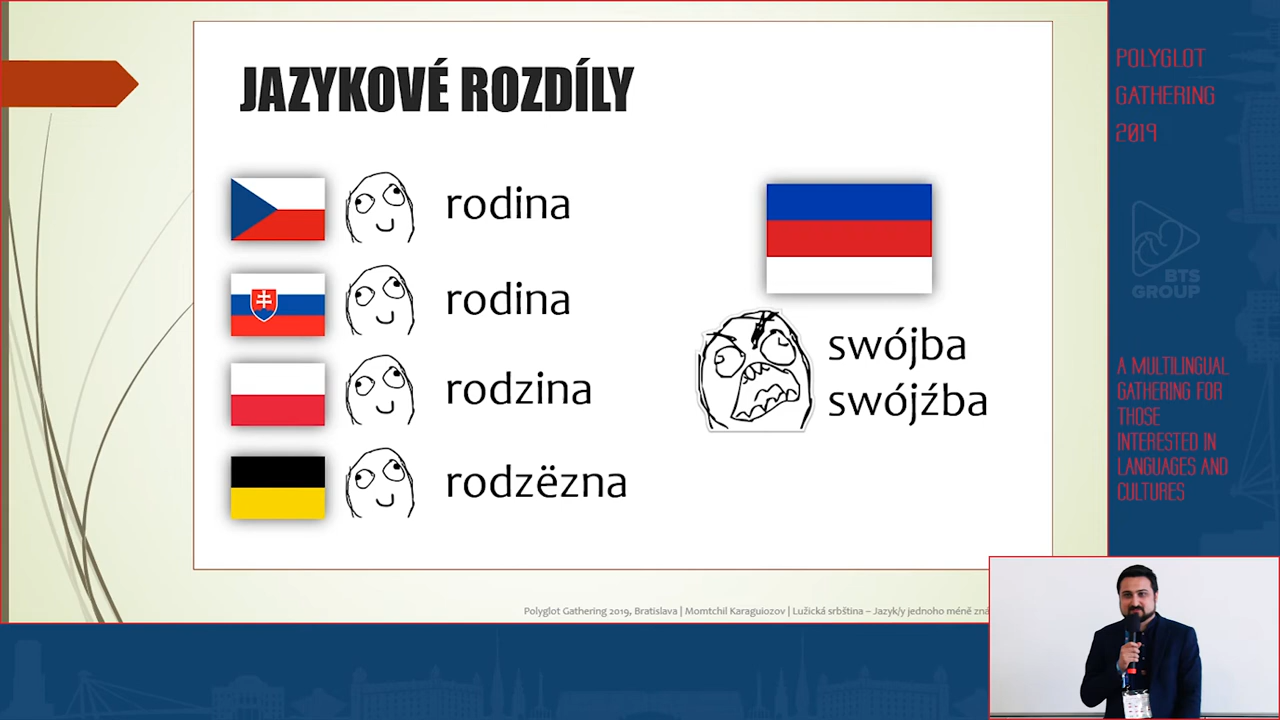 JAZYKOVÉ ROZDÍLY
rodina
rodina
rodzina
rodzëzna
swójba
swójźba
Polyglot Gathering 2019, Bratislava | Momtchil Karaguiozov | Lužická srbština – Jazyk/y jednoho méně zná
POLYGLOT
GATHERING
2019
BTS
GROUP
A MULTILINGUAL
GATHERING FOR
THOSE
INTERESTED IN
LANGUAGES AND
CULTURES